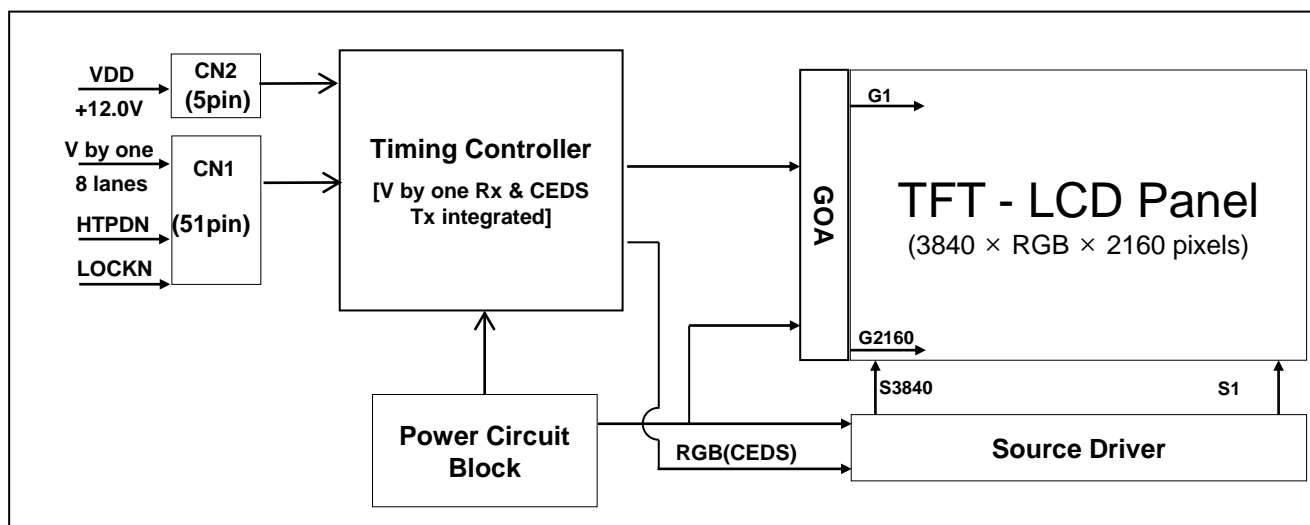 VDD
+12.0V
CN2
(5pin)
V by one
8 lanes
HTPDN
LOCKN
CN1
(51pin)
Timing Controller
[V by one Rx & CEDS
Tx integrated]
GOA
G1
TFT - LCD Panel
(3840 × RGB × 2160 pixels)
G2160
S3840
S1
Power Circuit
Block
RGB(CEDS)
Source Driver